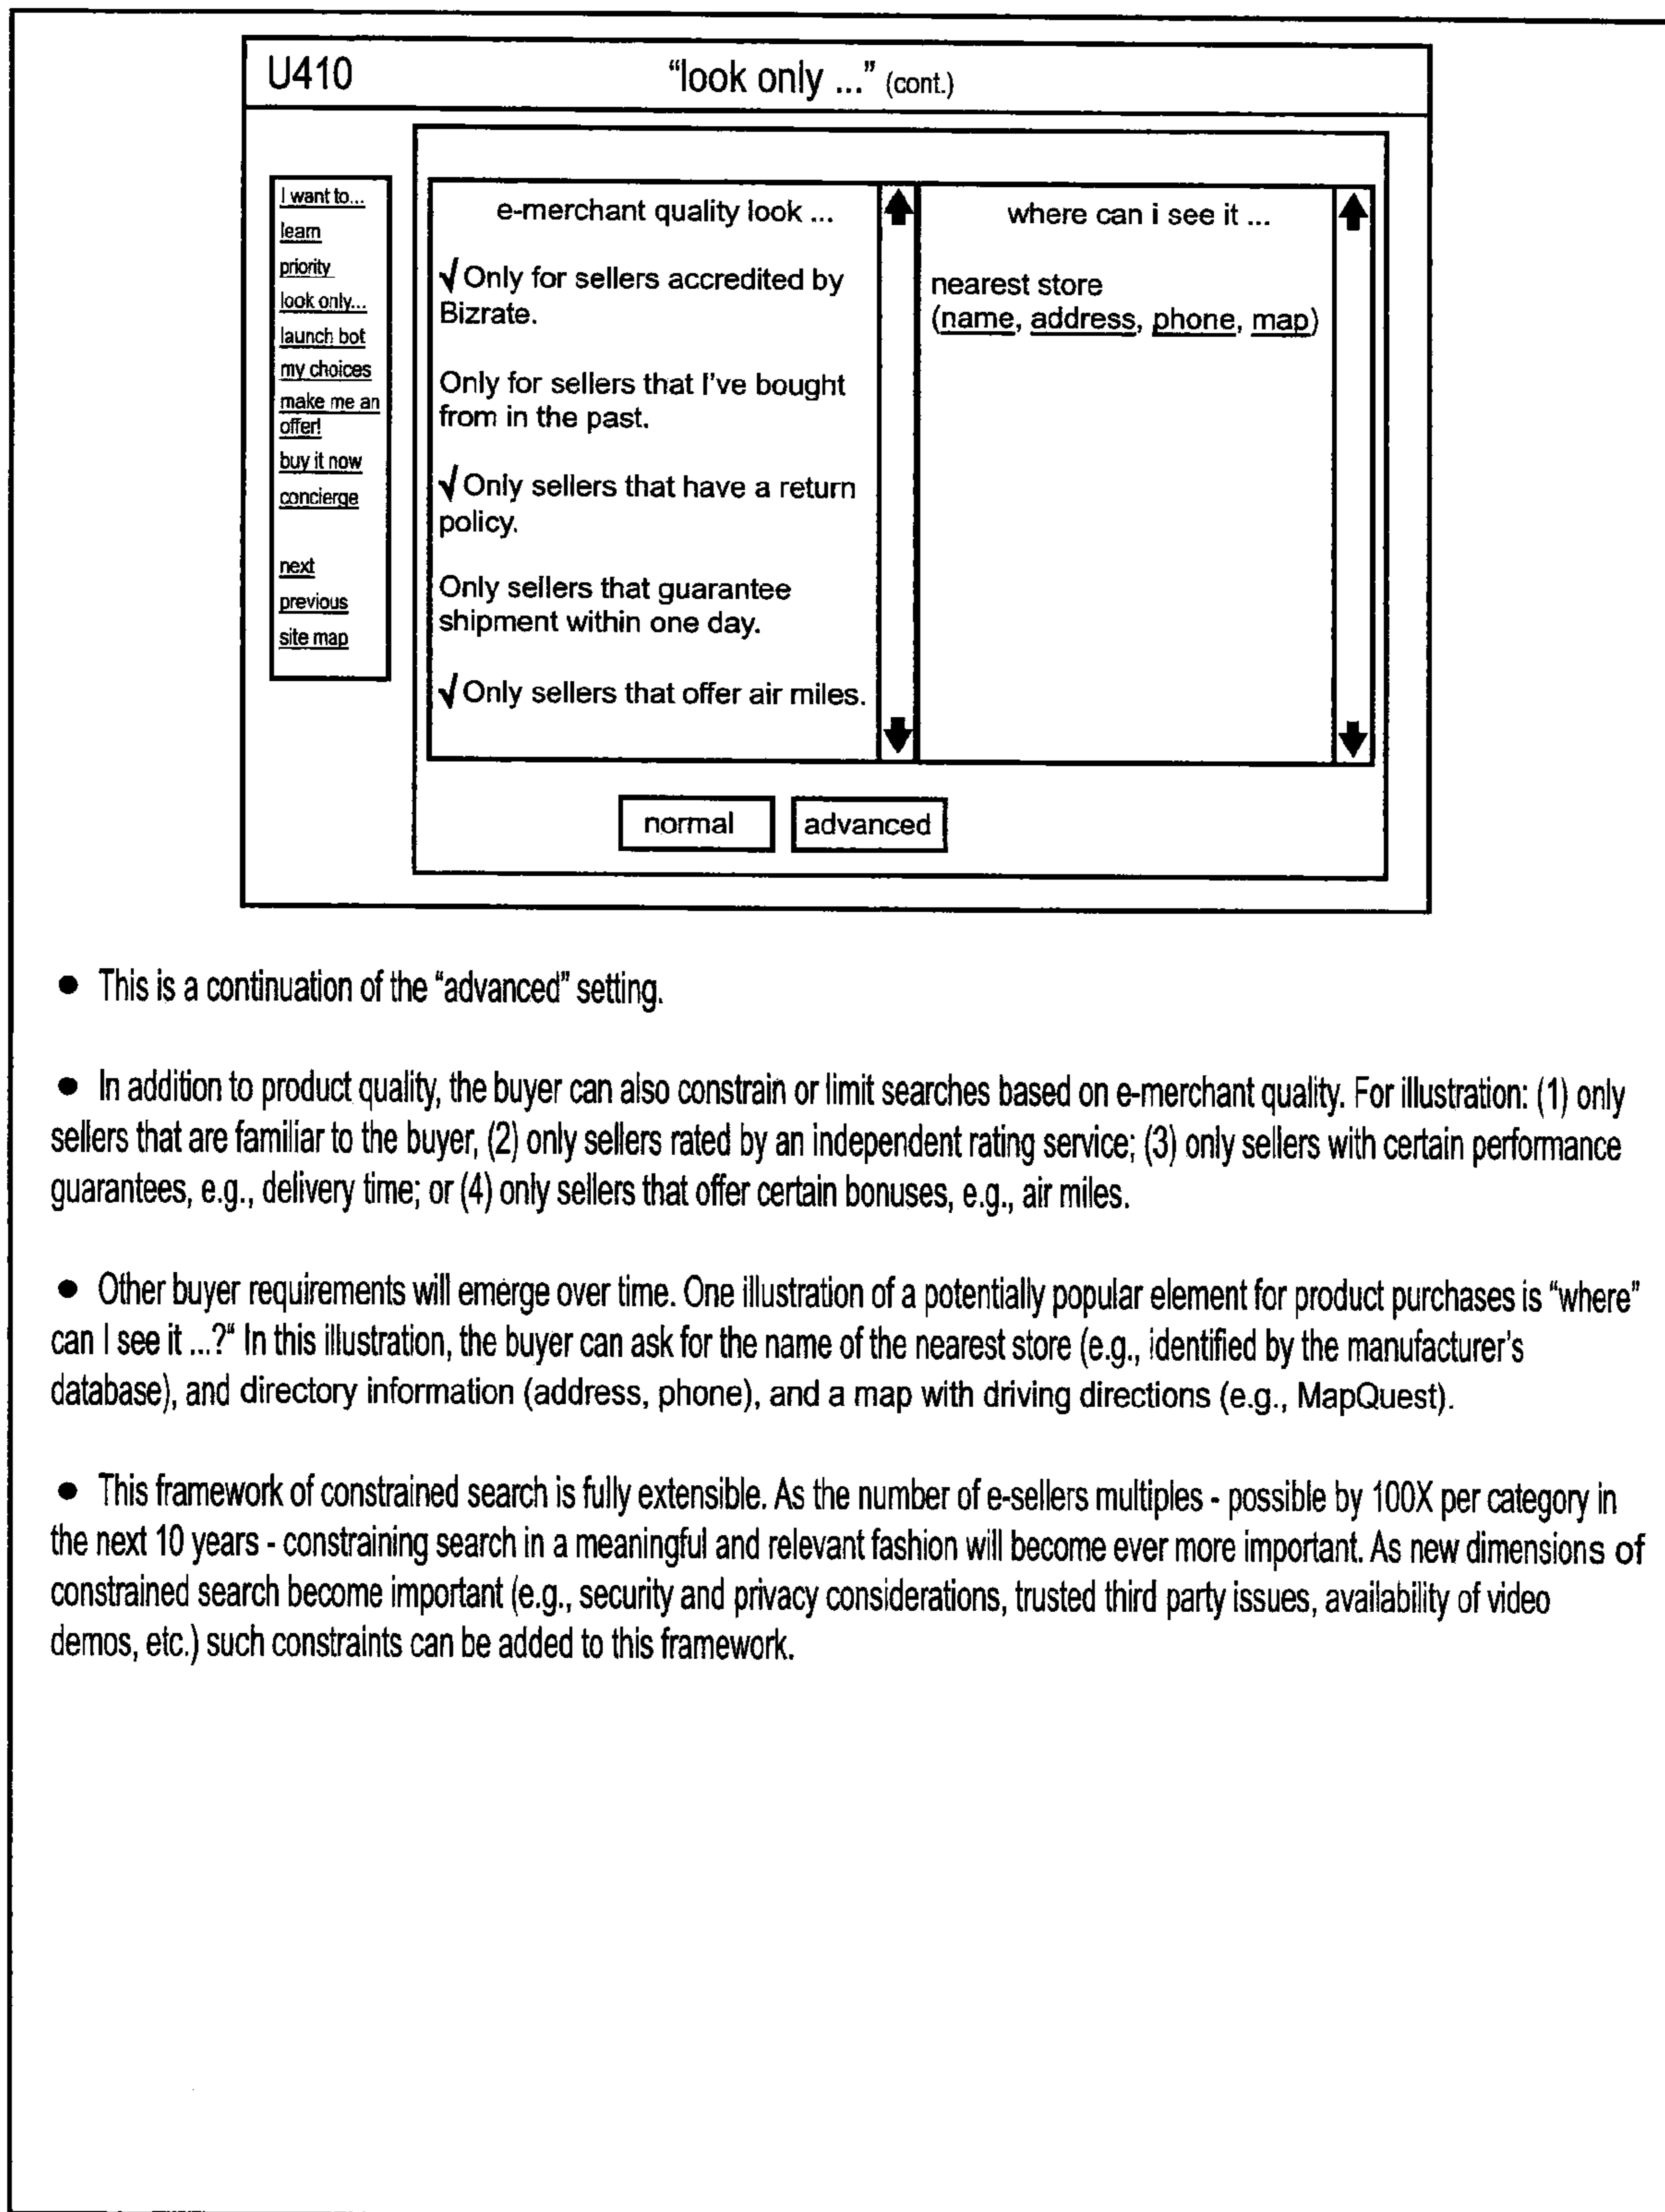 U410
“look only ...” (cont.)
I want to...
learn
priority
look only...
launch bot
my choices
make me an
offer!
buy it now
concierge
next
previous
site map
e-merchant quality look ...
√ Only for sellers accredited by
Bizrate.
Only for sellers that I've bought
from in the past.
√ Only sellers that have a return
policy.
Only sellers that guarantee
shipment within one day.
√ Only sellers that offer air miles.
where can i see it ...
nearest store
(name, address, phone, map)
normal
advanced
● This is a continuation of the “advanced” setting.
● In addition to product quality, the buyer can also constrain or limit searches based on e-merchant quality. For illustration: (1) only
sellers that are familiar to the buyer, (2) only sellers rated by an independent rating service; (3) only sellers with certain performance
guarantees, e.g., delivery time; or (4) only sellers that offer certain bonuses, e.g., air miles.
● Other buyer requirements will emerge over time. One illustration of a potentially popular element for product purchases is “where”
can I see it ...?“ In this illustration, the buyer can ask for the name of the nearest store (e.g., identified by the manufacturer's
database), and directory information (address, phone), and a map with driving directions (e.g., MapQuest).
● This framework of constrained search is fully extensible. As the number of e-sellers multiples - possible by 100X per category in
the next 10 years - constraining search in a meaningful and relevant fashion will become ever more important. As new dimensions of
constrained search become important (e.g., security and privacy considerations, trusted third party issues, availability of video
demos, etc.) such constraints can be added to this framework.